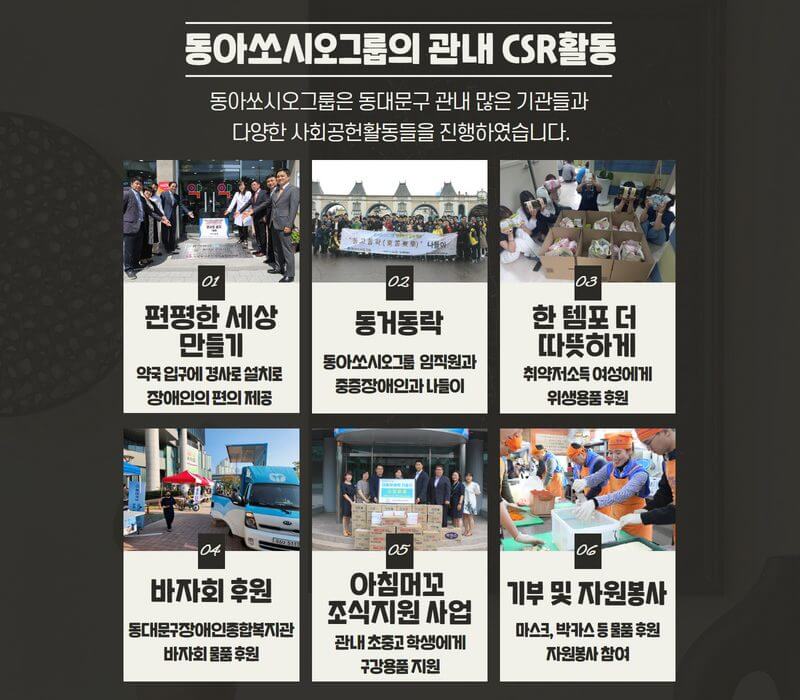 동아쏘시오그룹의 관내 CSR활동
동아쏘시오그룹은 동대문구 관내 많은 기관들과
다양한 사회공헌활동들을 진행하였습니다.
01
편평한 세상
만들기
약국 입구에 경사로 설치로
장애인의 편의 제공
02
동거동락
동아쏘시오그룹 임직원과
중증장애인과 나들이
03
한 템포 더
따뜻하게
취약저소득 여성에게
위생용품 후원
04
바자회 후원
동대문구장애인종합복지관
바자회 물품 후원
05
아침머꼬
조식지원 사업
관내 초중고 학생에게
구강용품 지원
06
기부 및 자원봉사
마스크, 박카스 등 물품 후원
자원봉사 참여